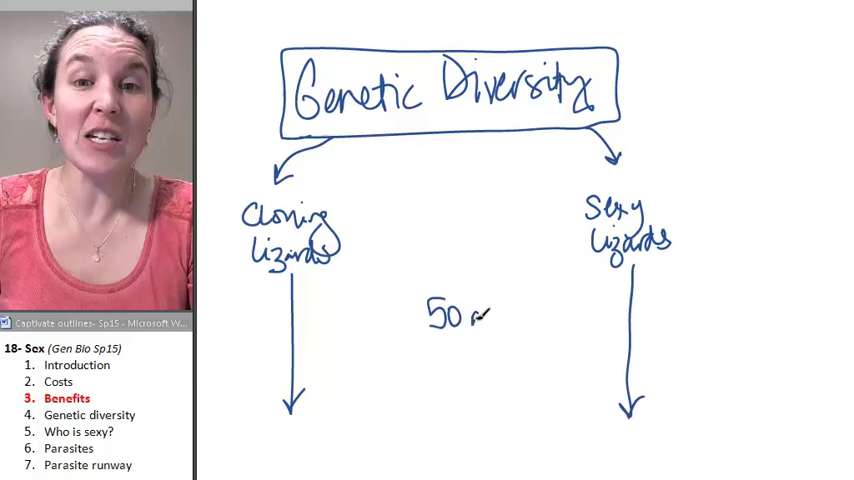 Genetic Diversity
Cloning
lizards
Sexy
lizards
50
Captivate outlines- Sp15 - Microsoft W...
18- Sex (Gen Bio Sp15)
1. Introduction
2. Costs
3. Benefits
4. Genetic diversity
5. Who is sexy?
6. Parasites
7. Parasite runway